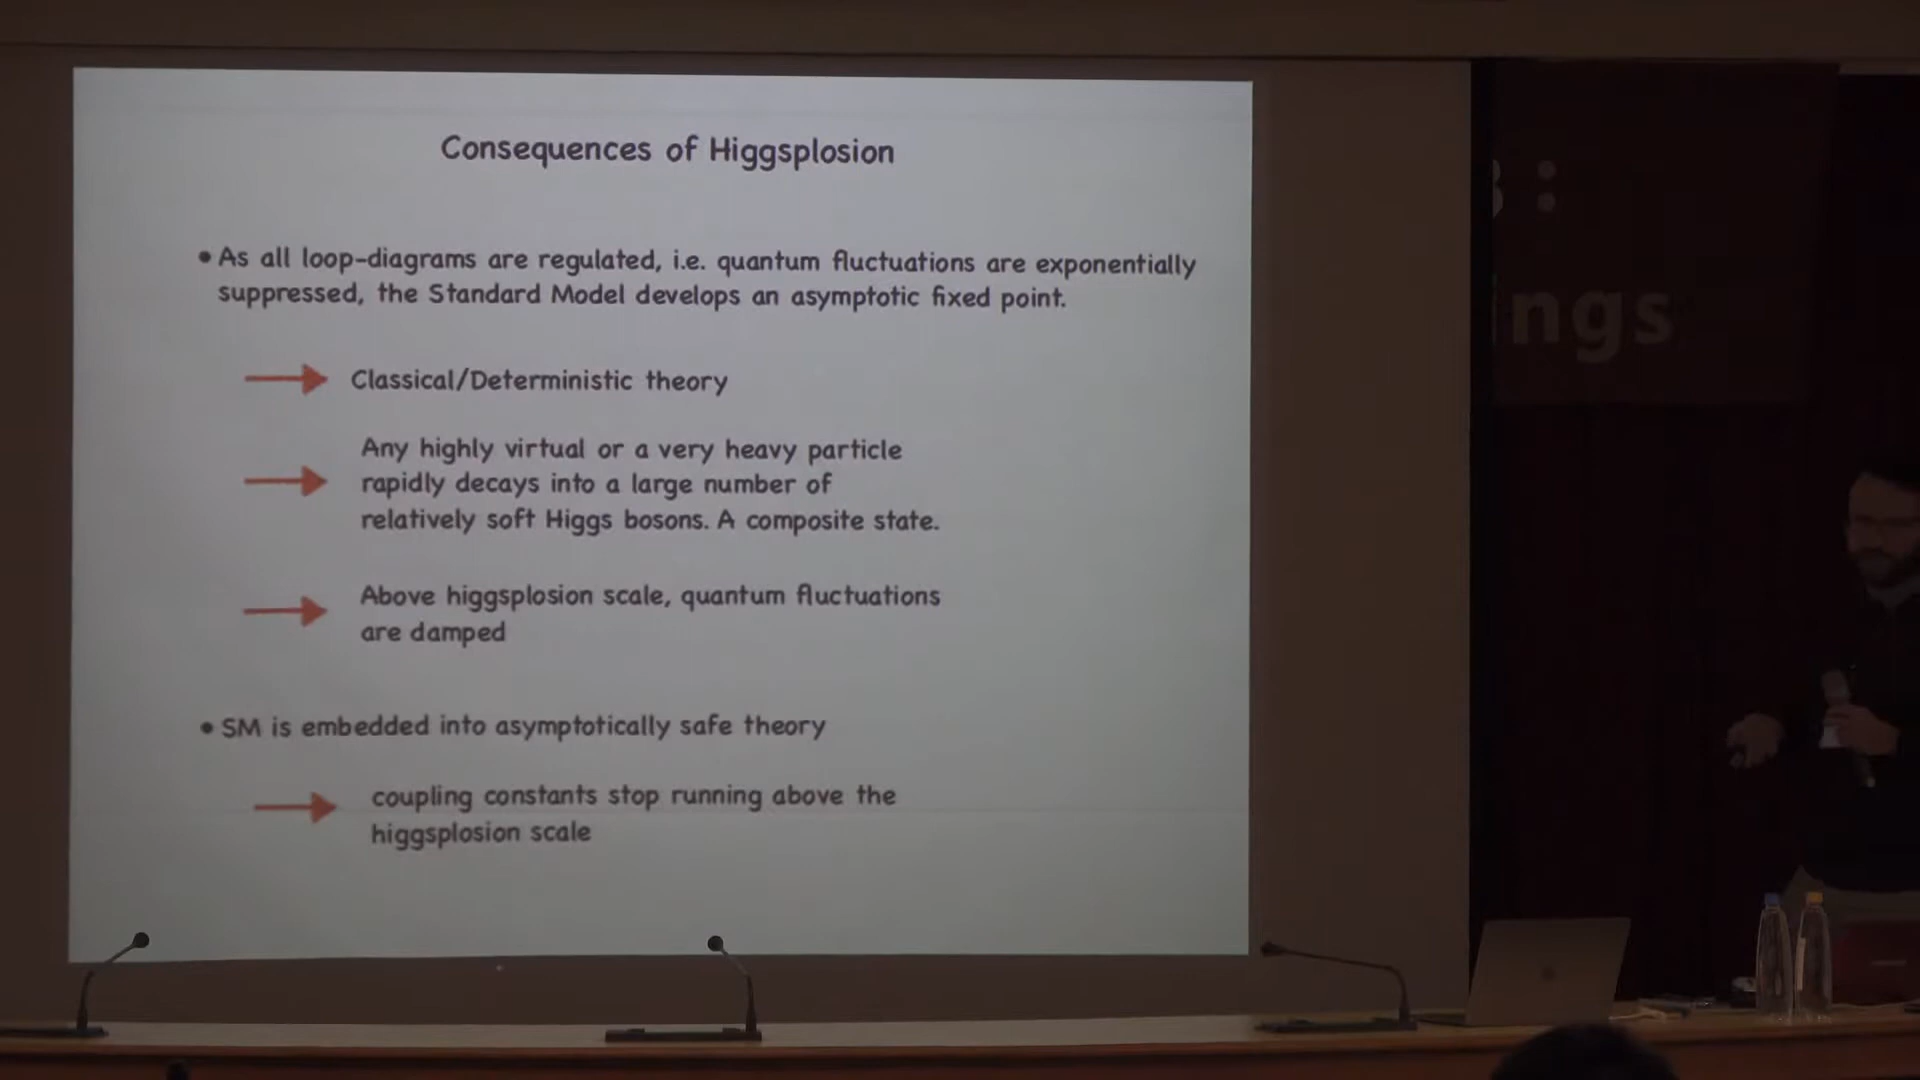 Consequences of Higgsplosion
• As all loop-diagrams are regulated, i.e. quantum fluctuations are exponentially
suppressed, the Standard Model develops an asymptotic fixed point.
Classical/Deterministic theory
Any highly virtual or a very heavy particle
rapidly decays into a large number of
relatively soft Higgs bosons. A composite state.
Above higgsplosion scale, quantum fluctuations
are damped
• SM is embedded into asymptotically safe theory
coupling constants stop running above the
higgsplosion scale
:
ngs